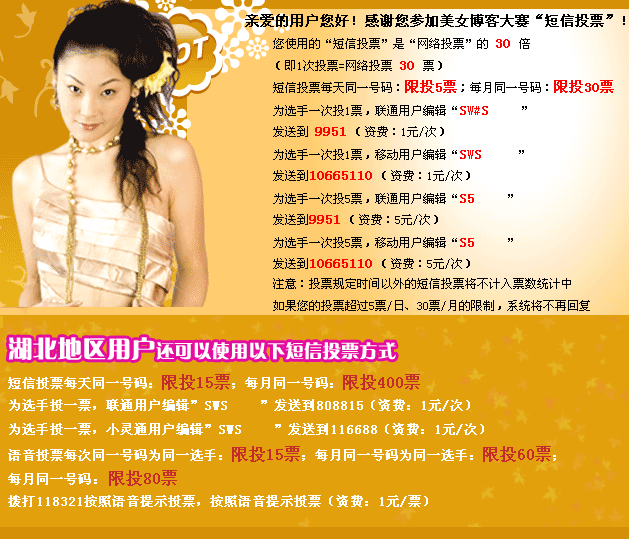 HOT
亲爱的用户您好！感谢您参加美女博客大赛“短信投票”！
您使用的“短信投票”是“网络投票”的 30 倍
（即1次投票=网络投票 30 票）
短信投票每天同一号码：限投5票；每月同一号码：限投30票
为选手一次投1票，联通用户编辑“SW#S ”
发送到 9951（资费：1元/次）
为选手一次投1票，移动用户编辑“SWS ”
发送到10665110（资费：1元/次）
为选手一次投5票，联通用户编辑“S5 ”
发送到9951（资费：5元/次）
为选手一次投5票，移动用户编辑“S5 ”
发送到10665110（资费：5元/次）
注意：投票规定时间以外的短信投票将不计入票数统计中
如果您的投票超过5票/日、30票/月的限制，系统将不再回复
湖北地区用户还可以使用以下短信投票方式
短信投票每天同一号码：限投15票；每月同一号码：限投400票
为选手投一票，联通用户编辑”SWS ”发送到808815（资费：1元/次）
为选手投一票，小灵通用户编辑”SWS ”发送到116688（资费：1元/次）
语音投票每次同一号码为同一选手：限投15票；每月同一号码为同一选手：限投60票；
每月同一号码：限投80票
拨打118321按照语音提示投票，按照语音提示投票（资费：1元/票）